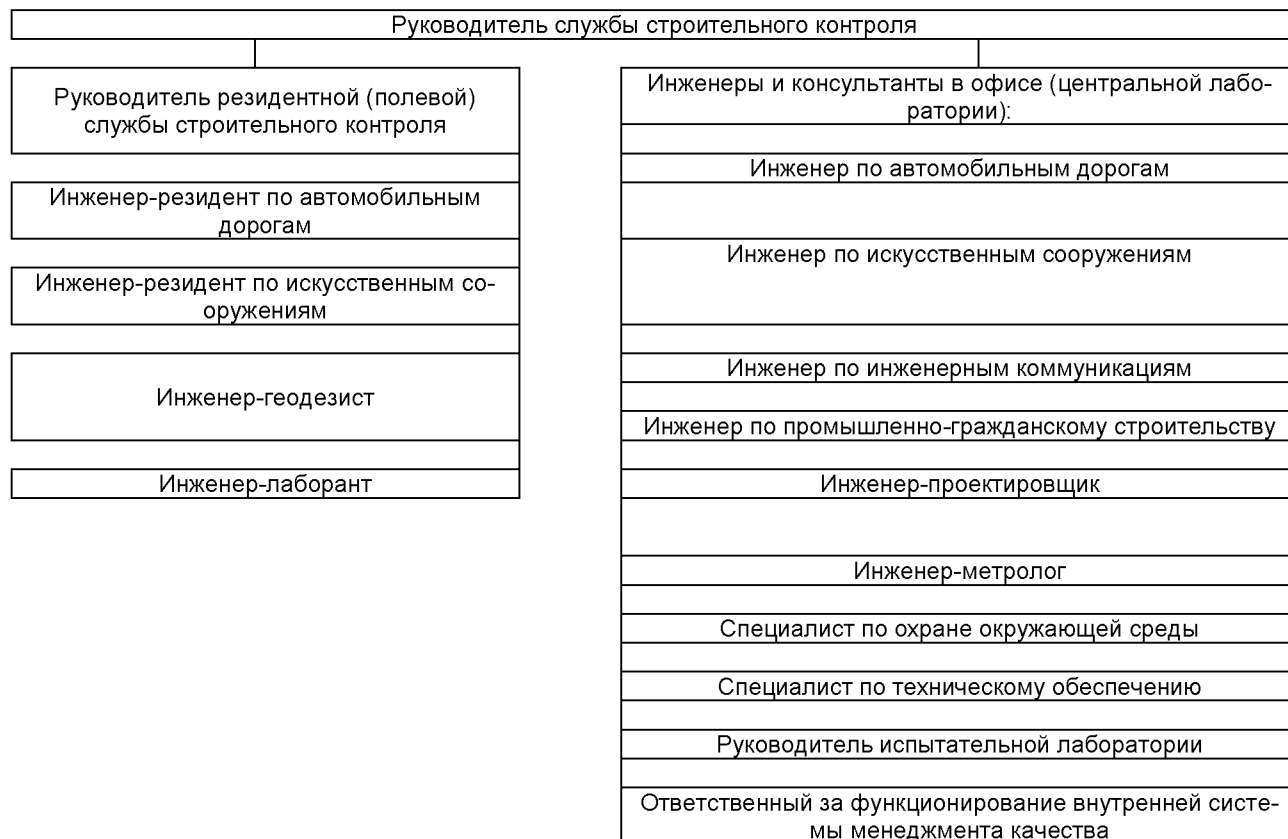 Руководитель службы строительного контроля
Руководитель резидентной (полевой)
службы строительного контроля
Инженер-резидент по автомобильным
дорогам
Инженер-резидент по искусственным со-
оружениям
Инженер-геодезист
Инженер-лаборант
Инженеры и консультанты в офисе (центральной лабо-
ратории):
Инженер по автомобильным дорогам
Инженер по искусственным сооружениям
Инженер по инженерным коммуникациям
Инженер по промышленно-гражданскому строительству
Инженер-проектировщик
Инженер-метролог
Специалист по охране окружающей среды
Специалист по техническому обеспечению
Руководитель испытательной лаборатории
Ответственный за функционирование внутренней систе-
мы менеджмента качества